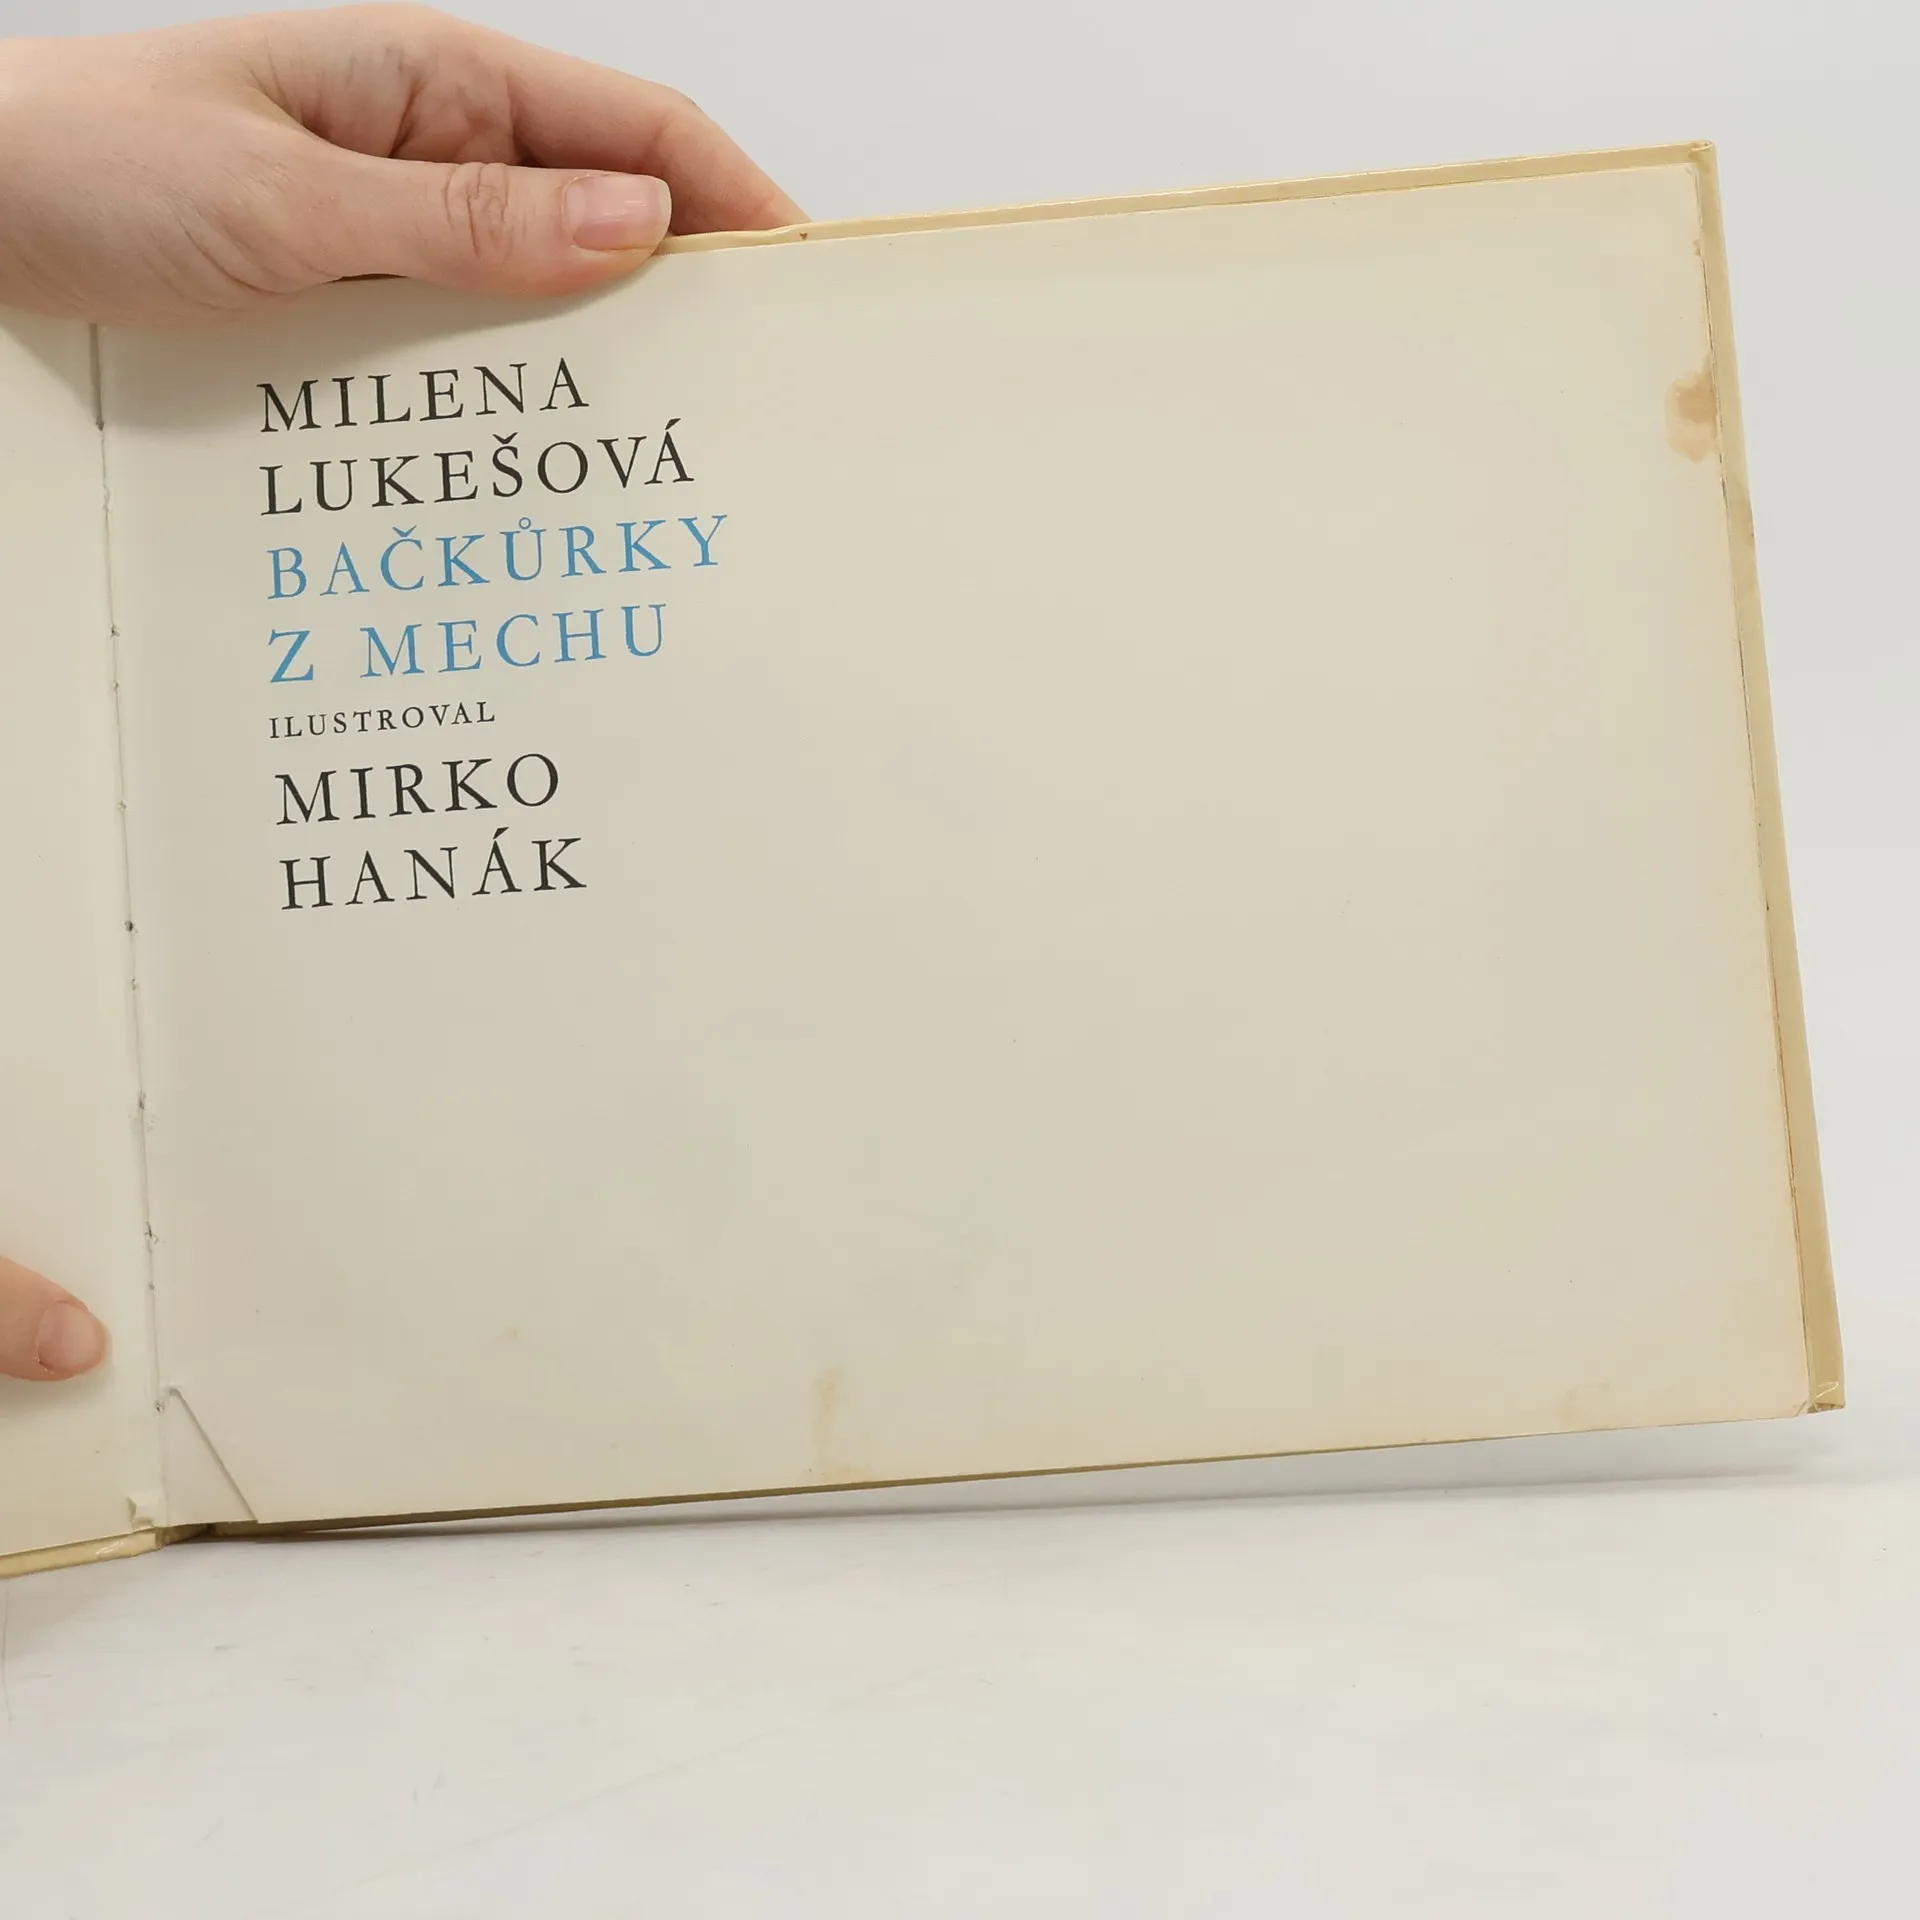 MILENA
LUKEŠOVÁ
BAČKŮRKY
Z MECHU
ILUSTROVAL
MIRKO
HANÁK